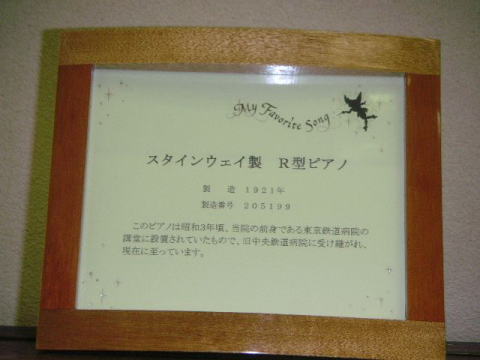 My Favorite Song
スタインウェイ製　R型ピアノ
製　造　1921年
製造番号　205199
このピアノは昭和3年頃、当院の前身である東京鉄道病院の
講堂に設置されていたもので、旧中央鉄道病院に受け継がれ、
現在に至っています。